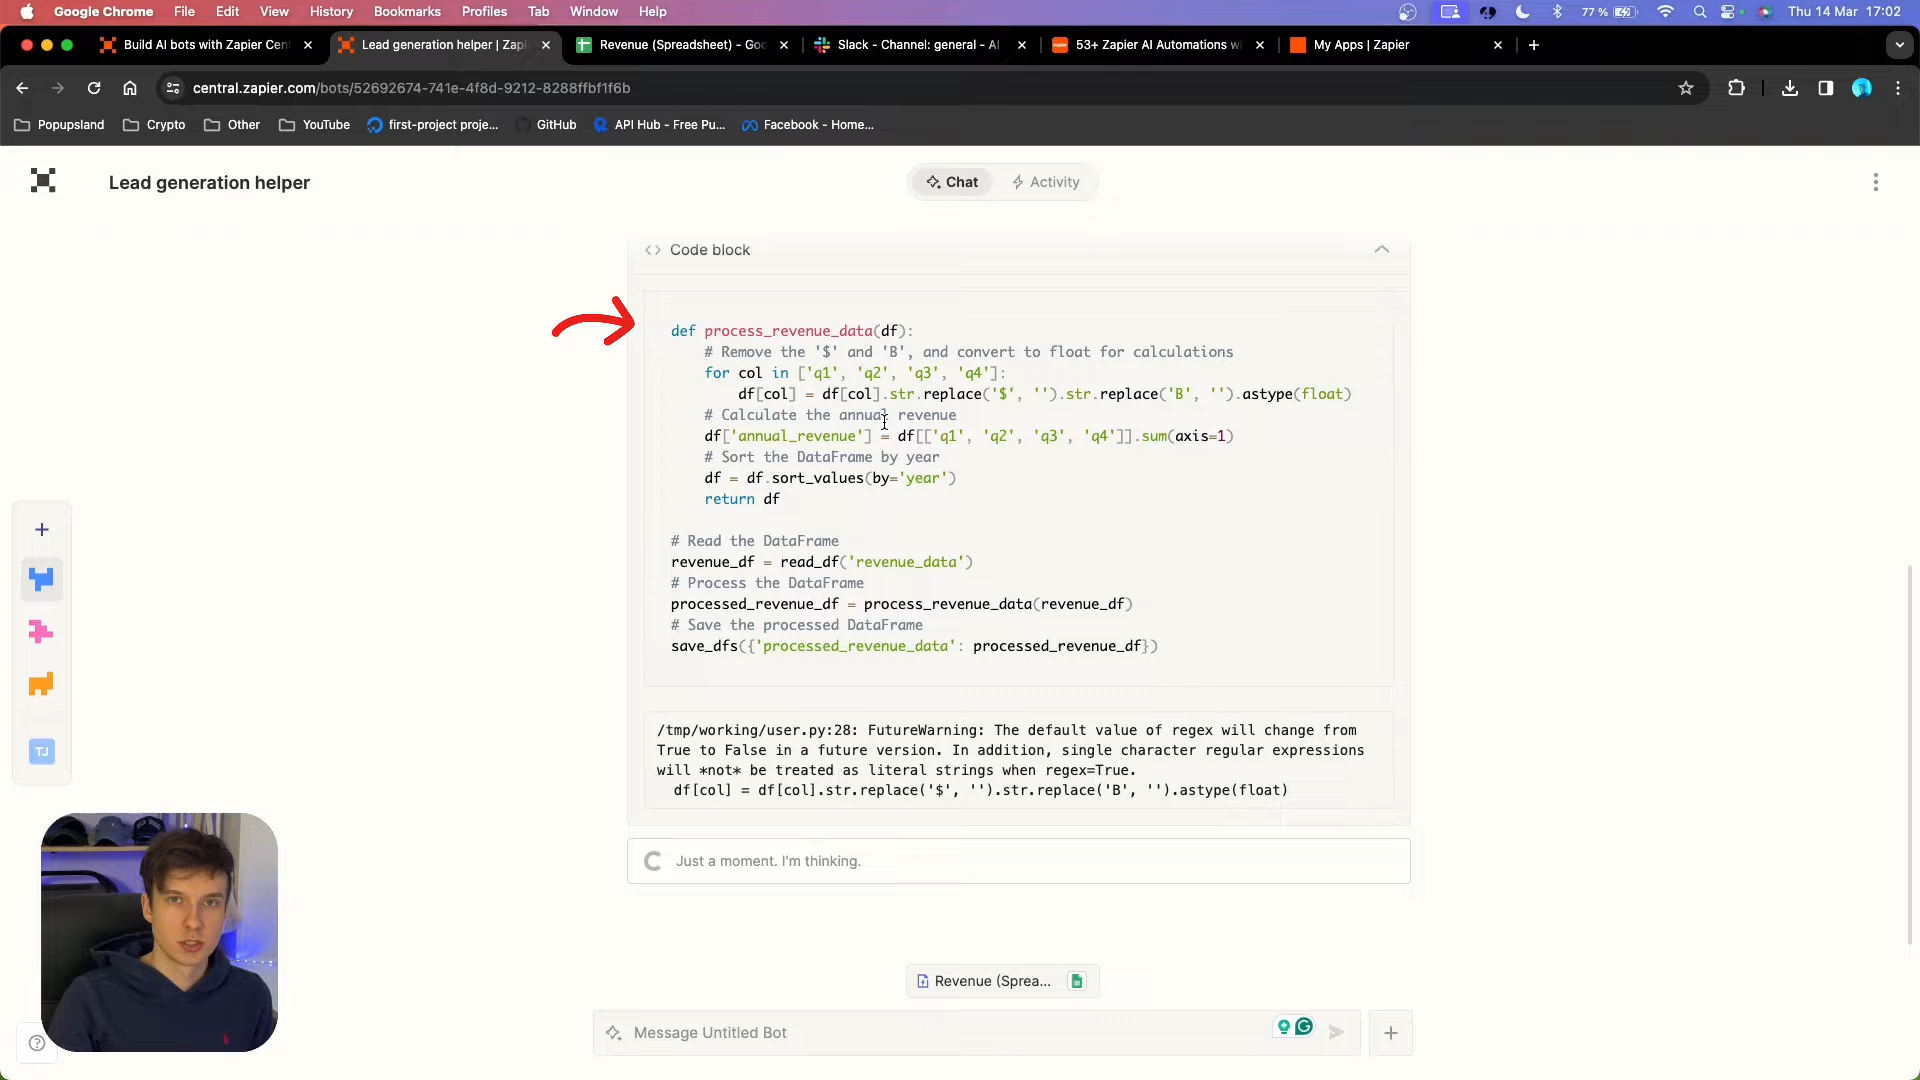 Google Chrome File Edit View History Bookmarks Profiles Tab Window Help 77 % Thu 14 Mar 17:02
Build AI bots with Zapier Cen Lead generation helper | Zapi Revenue (Spreadsheet) - Goo Slack - Channel: general - AI 53+ Zapier AI Automations wi My Apps | Zapier
central.zapier.com/bots/52692674-741e-4f8d-9212-8288ffbf1f6b
Popupsland Crypto Other YouTube first-project proje... GitHub API Hub - Free Pu... Facebook - Home...
Lead generation helper Chat Activity
<> Code block
def process_revenue_data(df):
# Remove the '$' and 'B', and convert to float for calculations
for col in ['q1', 'q2', 'q3', 'q4']:
df[col] = df[col].str.replace('$', '').str.replace('B', '').astype(float)
# Calculate the annual revenue
df['annual_revenue'] = df[['q1', 'q2', 'q3', 'q4']].sum(axis=1)
# Sort the DataFrame by year
df = df.sort_values(by='year')
return df
# Read the DataFrame
revenue_df = read_df('revenue_data')
# Process the DataFrame
processed_revenue_df = process_revenue_data(revenue_df)
# Save the processed DataFrame
save_dfs({'processed_revenue_data': processed_revenue_df})
/tmp/working/user.py:28: FutureWarning: The default value of regex will change from
True to False in a future version. In addition, single character regular expressions
will *not* be treated as literal strings when regex=True.
df[col] = df[col].str.replace('$', '').str.replace('B', '').astype(float)
TJ
Just a moment. I'm thinking.
Revenue (Sprea...
Message Untitled Bot